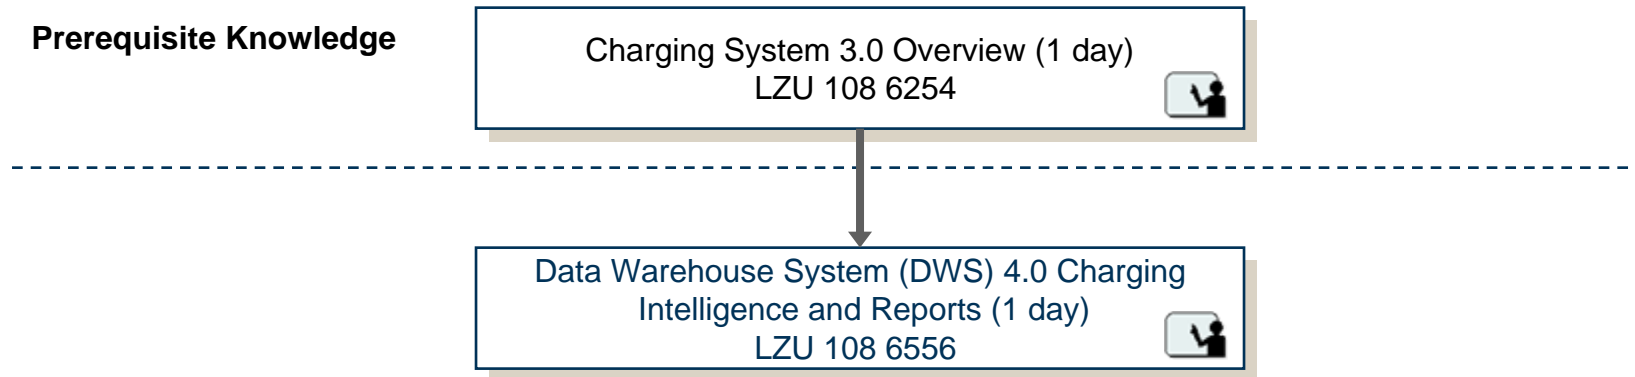 Prerequisite Knowledge
Charging System 3.0 Overview (1 day)
LZU 108 6254
Data Warehouse System (DWS) 4.0 Charging
Intelligence and Reports (1 day)
LZU 108 6556